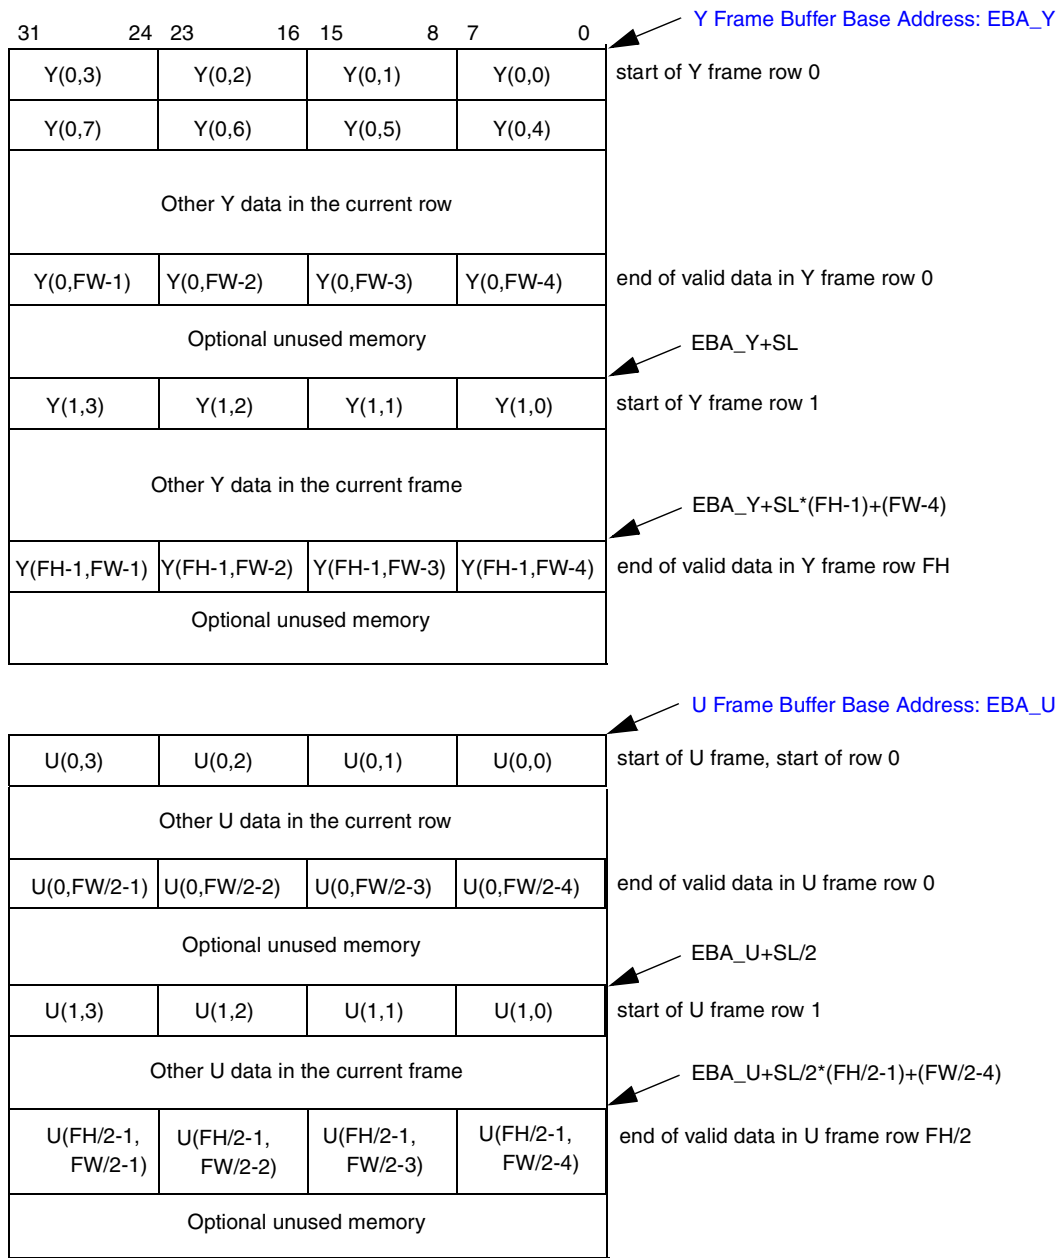 Y Frame Buffer Base Address: EBA_Y
31 24 23 16 15 8 7 0
Y(0,3) Y(0,2) Y(0,1) Y(0,0) start of Y frame row 0
Y(0,7) Y(0,6) Y(0,5) Y(0,4)
Other Y data in the current row
Y(0,FW-1) Y(0,FW-2) Y(0,FW-3) Y(0,FW-4) end of valid data in Y frame row 0
Optional unused memory
EBA_Y+SL
Y(1,3) Y(1,2) Y(1,1) Y(1,0) start of Y frame row 1
Other Y data in the current frame
EBA_Y+SL*(FH-1)+(FW-4)
Y(FH-1,FW-1) Y(FH-1,FW-2) Y(FH-1,FW-3) Y(FH-1,FW-4) end of valid data in Y frame row FH
Optional unused memory
U Frame Buffer Base Address: EBA_U
U(0,3) U(0,2) U(0,1) U(0,0) start of U frame, start of row 0
Other U data in the current row
U(0,FW/2-1) U(0,FW/2-2) U(0,FW/2-3) U(0,FW/2-4) end of valid data in U frame row 0
Optional unused memory
EBA_U+SL/2
U(1,3) U(1,2) U(1,1) U(1,0) start of U frame row 1
Other U data in the current frame
EBA_U+SL/2*(FH/2-1)+(FW/2-4)
U(FH/2-1, U(FH/2-1, U(FH/2-1, U(FH/2-1, end of valid data in U frame row FH/2
FW/2-1) FW/2-2) FW/2-3) FW/2-4)
Optional unused memory